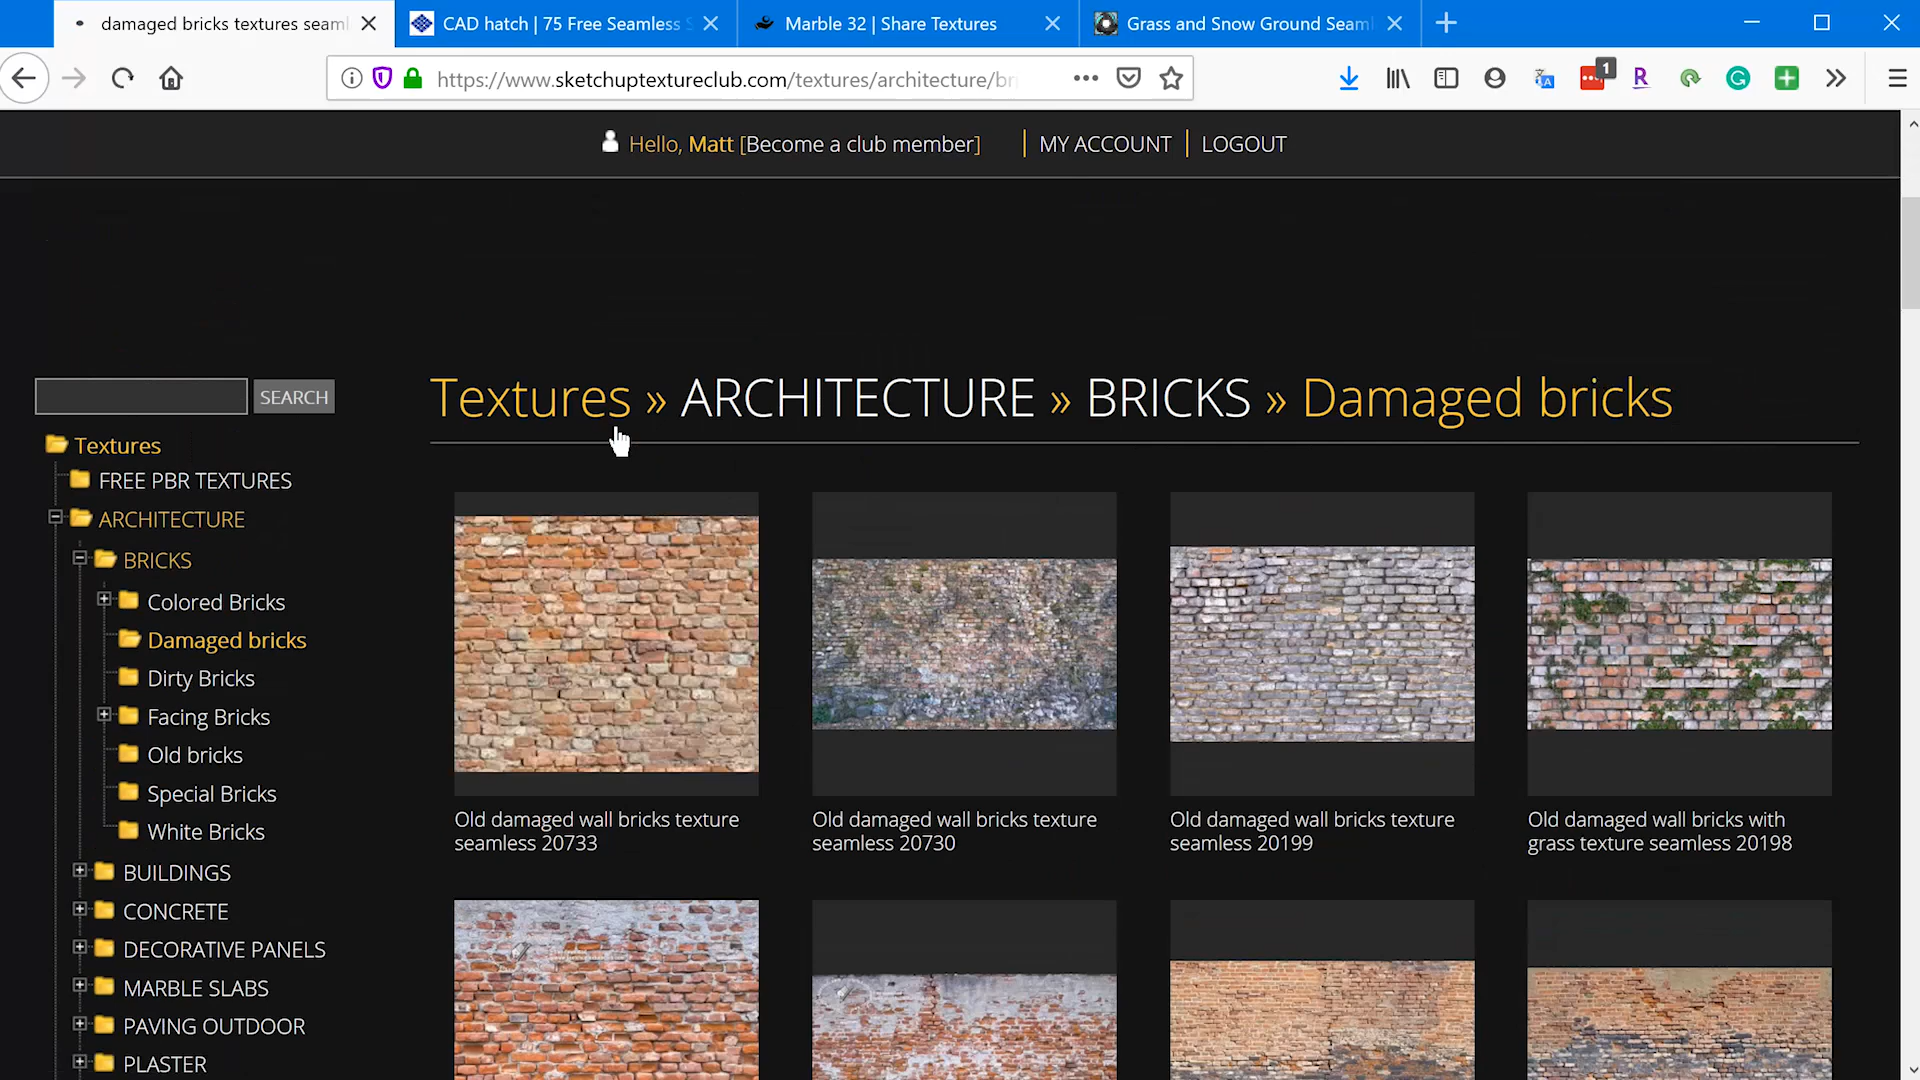 damaged bricks textures seaml
CAD hatch | 75 Free Seamless S
Marble 32 | Share Textures
Grass and Snow Ground Seaml
https://www.sketchuptextureclub.com/textures/architecture/bri
1
Hello, Matt [Become a club member]
MY ACCOUNT
LOGOUT
SEARCH
Textures » ARCHITECTURE » BRICKS » Damaged bricks
Textures
FREE PBR TEXTURES
ARCHITECTURE
BRICKS
Colored Bricks
Damaged bricks
Dirty Bricks
Facing Bricks
Old bricks
Special Bricks
White Bricks
BUILDINGS
CONCRETE
DECORATIVE PANELS
MARBLE SLABS
PAVING OUTDOOR
PLASTER
Old damaged wall bricks texture
seamless 20733
Old damaged wall bricks texture
seamless 20730
Old damaged wall bricks texture
seamless 20199
Old damaged wall bricks with
grass texture seamless 20198